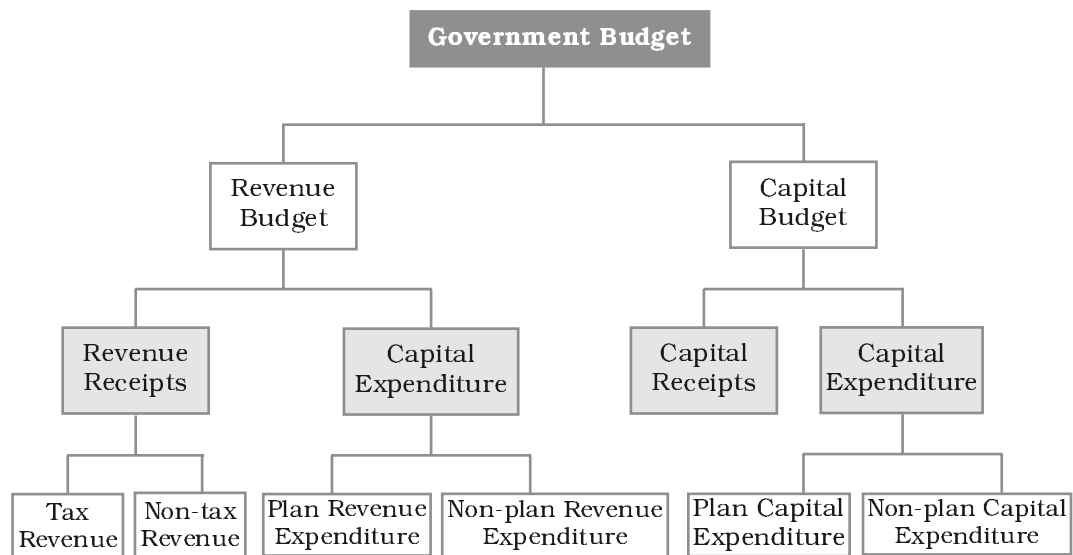 Government Budget
Revenue
Budget
Capital
Budget
Revenue
Receipts
Capital
Expenditure
Capital
Receipts
Capital
Expenditure
Tax
Revenue
Non-tax
Revenue
Plan Revenue
Expenditure
Non-plan Revenue
Expenditure
Plan Capital
Expenditure
Non-plan Capital
Expenditure